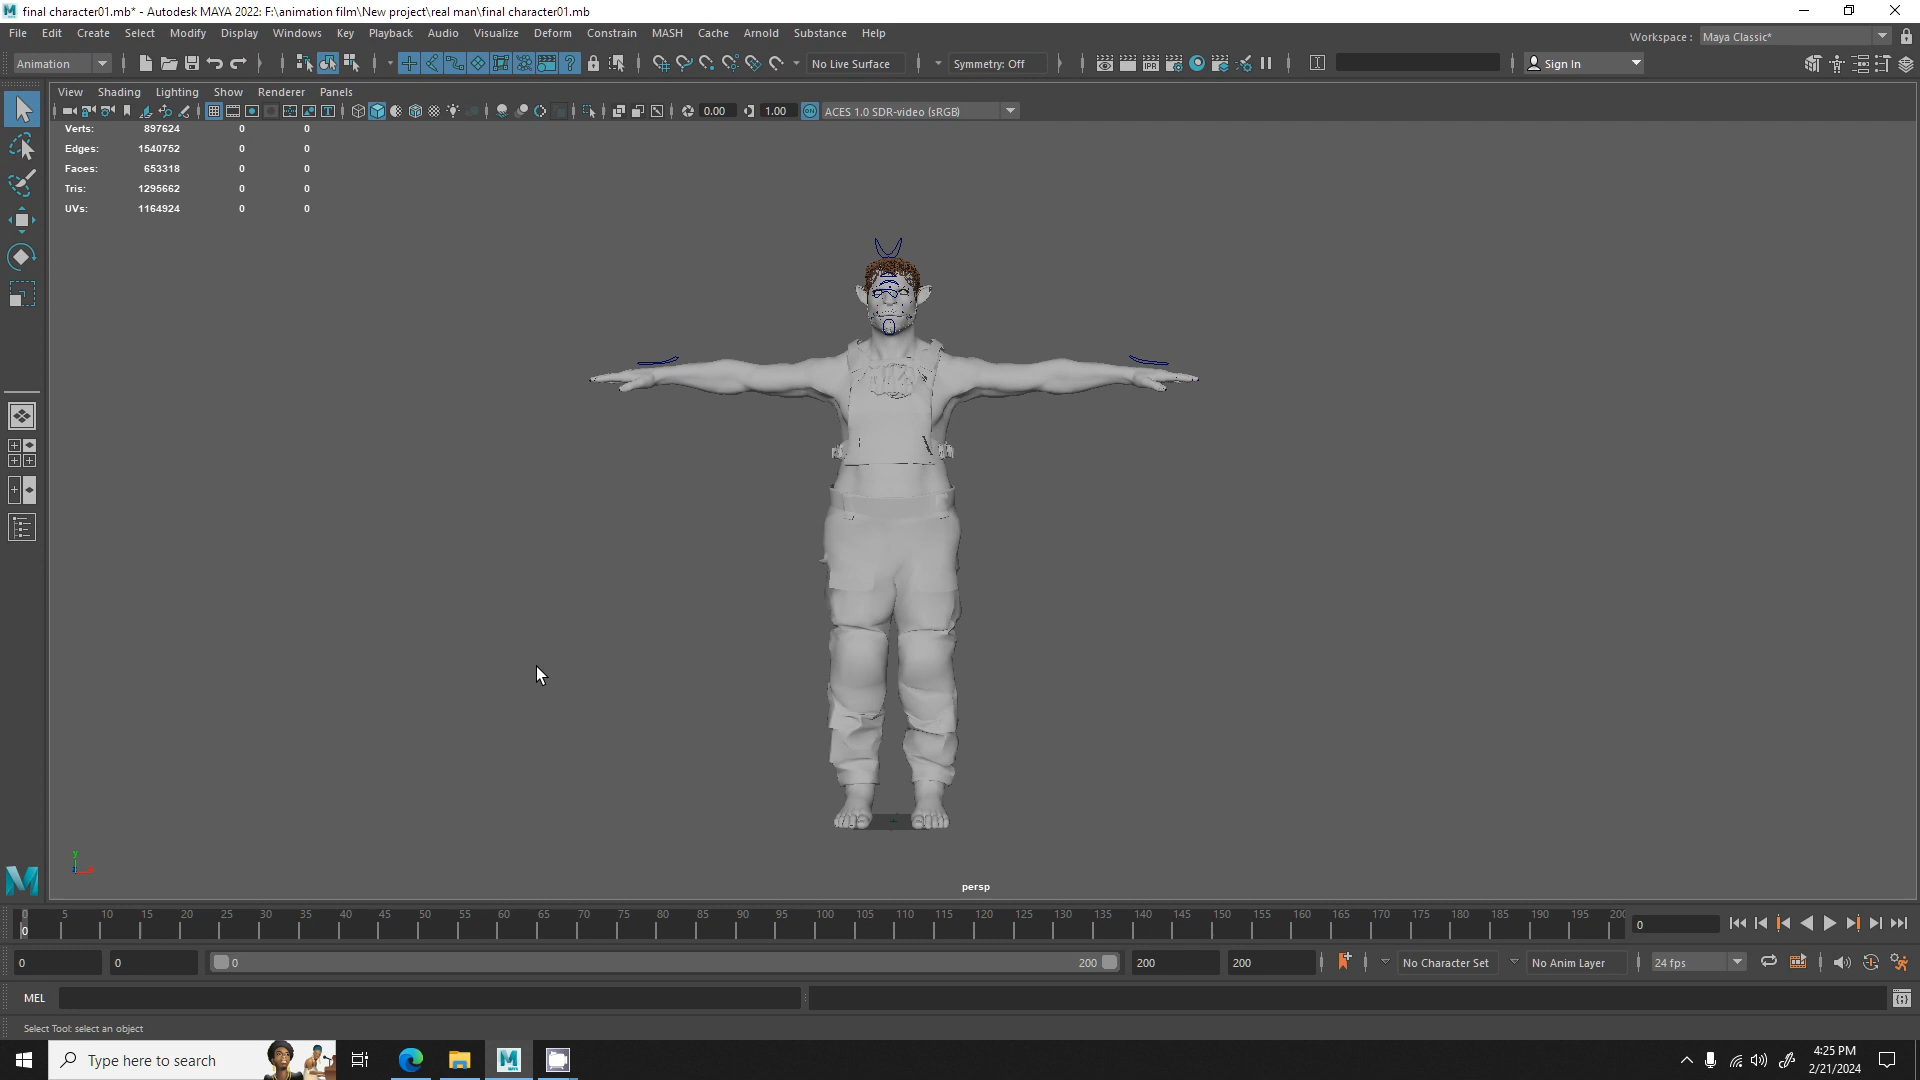 final character01.mb* - Autodesk MAYA 2022: F:\animation film\New project\real man\final character01.mb
File Edit Create Select Modify Display Windows Key Playback Audio Visualize Deform Constrain MASH Cache Arnold Substance Help
Workspace : Maya Classic*
Animation
No Live Surface
Symmetry: Off
IPR
Sign In
View Shading Lighting Show Renderer Panels
0.00
1.00
ON
ACES 1.0 SDR-video (sRGB)
Verts: 897624 0 0
Edges: 1540752 0 0
Faces: 653318 0 0
Tris: 1295662 0 0
UVs: 1164924 0 0
y
persp
0 5 10 15 20 25 30 35 40 45 50 55 60 65 70 75 80 85 90 95 100 105 110 115 120 125 130 135 140 145 150 155 160 165 170 175 180 185 190 195 200
0
0
0
0
0
200
200
200
No Character Set
No Anim Layer
24 fps
MEL
Select Tool: select an object
Type here to search
4:25 PM
2/21/2024